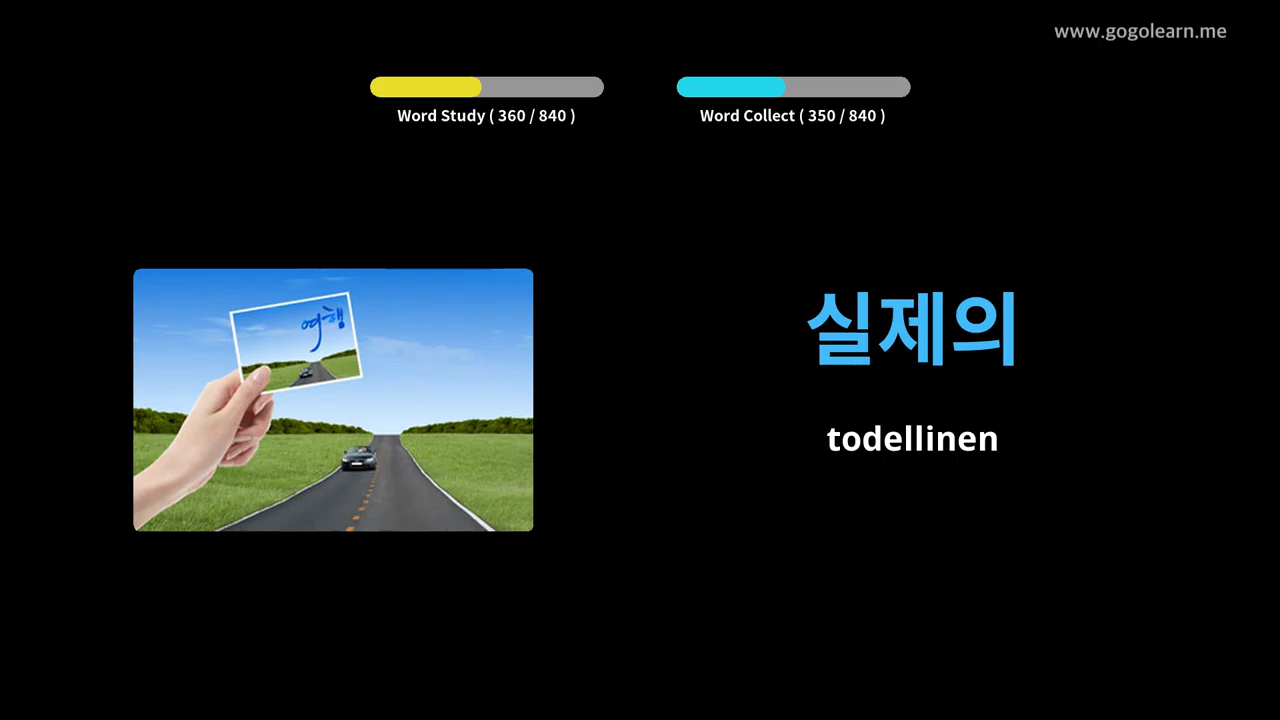 www.gogolearn.me
Word Study ( 360 / 840 )
Word Collect ( 350 / 840 )
여행
실제의
todellinen